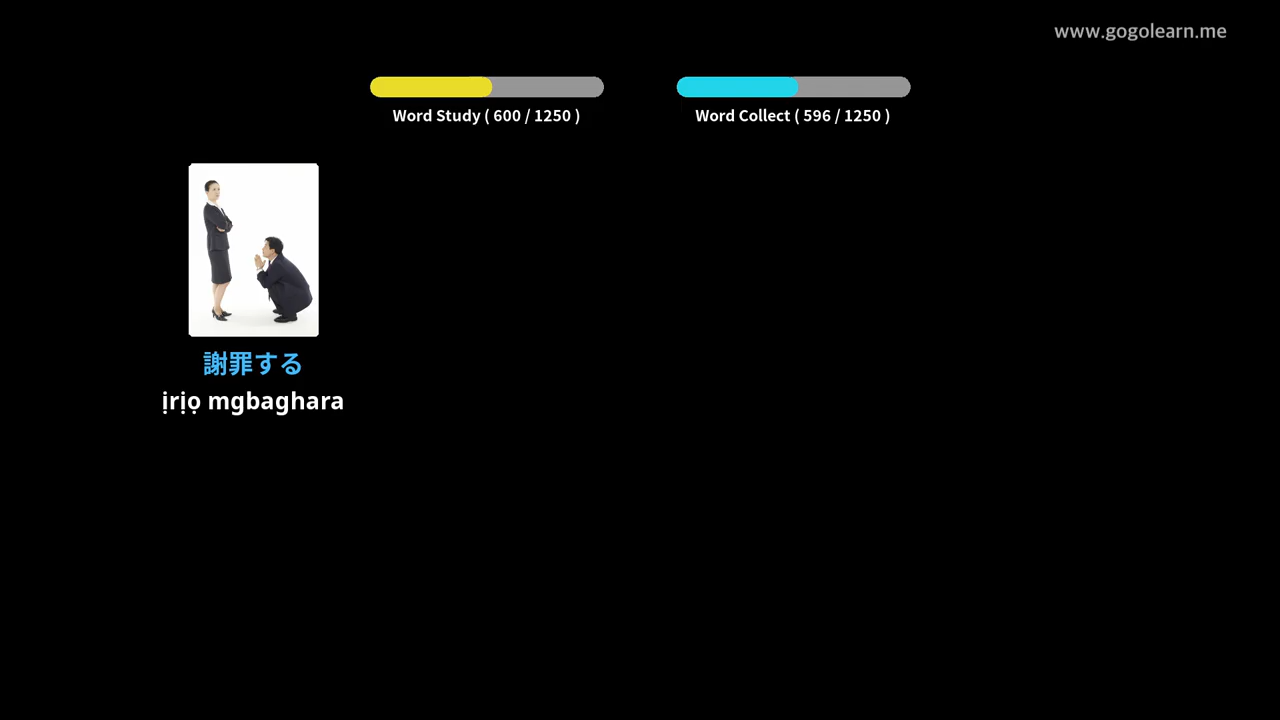 www.gogolearn.me
Word Study ( 600 / 1250 )
Word Collect ( 596 / 1250 )
謝罪する
ịrịọ mgbaghara